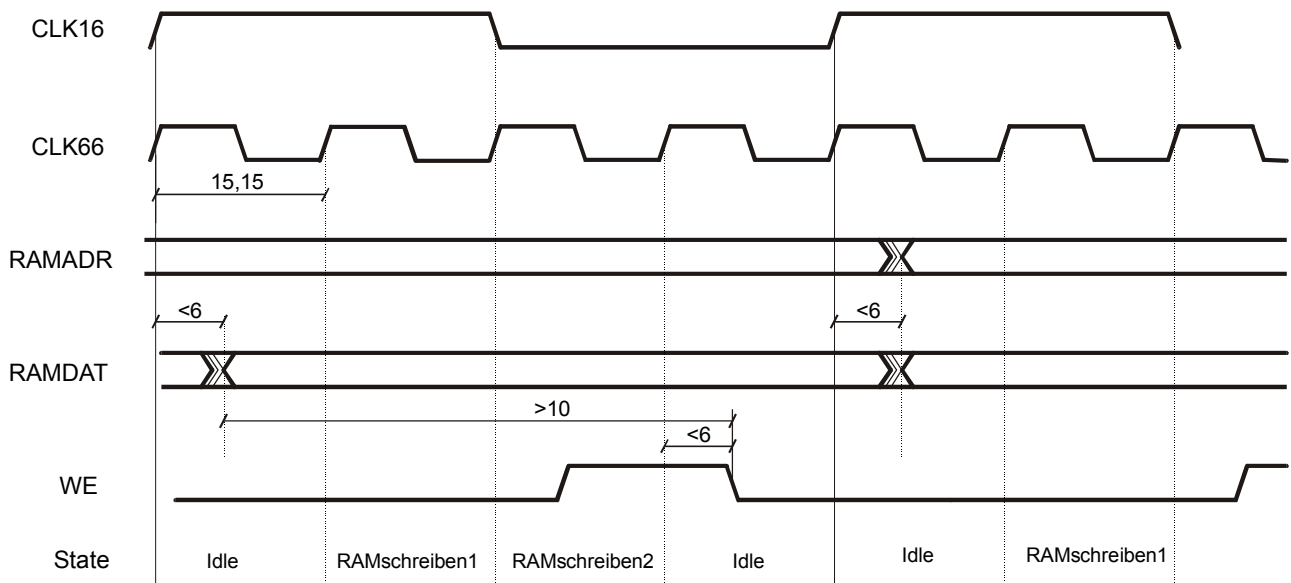 CLK16
CLK66
15,15
RAMADR
<6 <6
RAMDAT
>10
<6
WE
State Idle RAMschreiben1 RAMschreiben2 Idle Idle RAMschreiben1